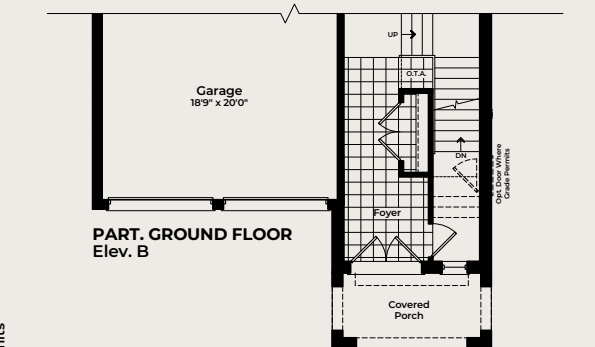 UP
O.T.A.
Garage
18'9" x 20'0"
DN
Opt. Door Where
Grade Permits
Foyer
PART. GROUND FLOOR
Elev. B
Covered
Porch